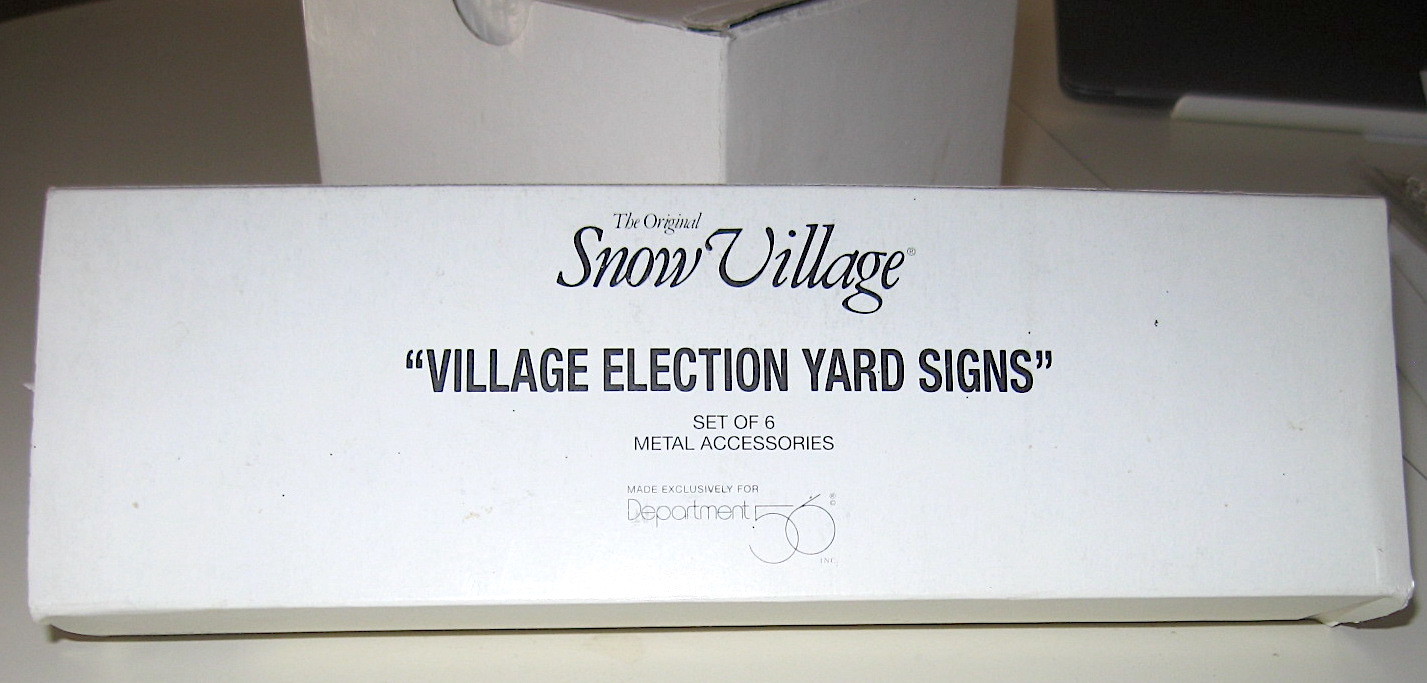 The Original
Snow Village®
“VILLAGE ELECTION YARD SIGNS”
SET OF 6
METAL ACCESSORIES
MADE EXCLUSIVELY FOR
Department 56 ®©
INC.